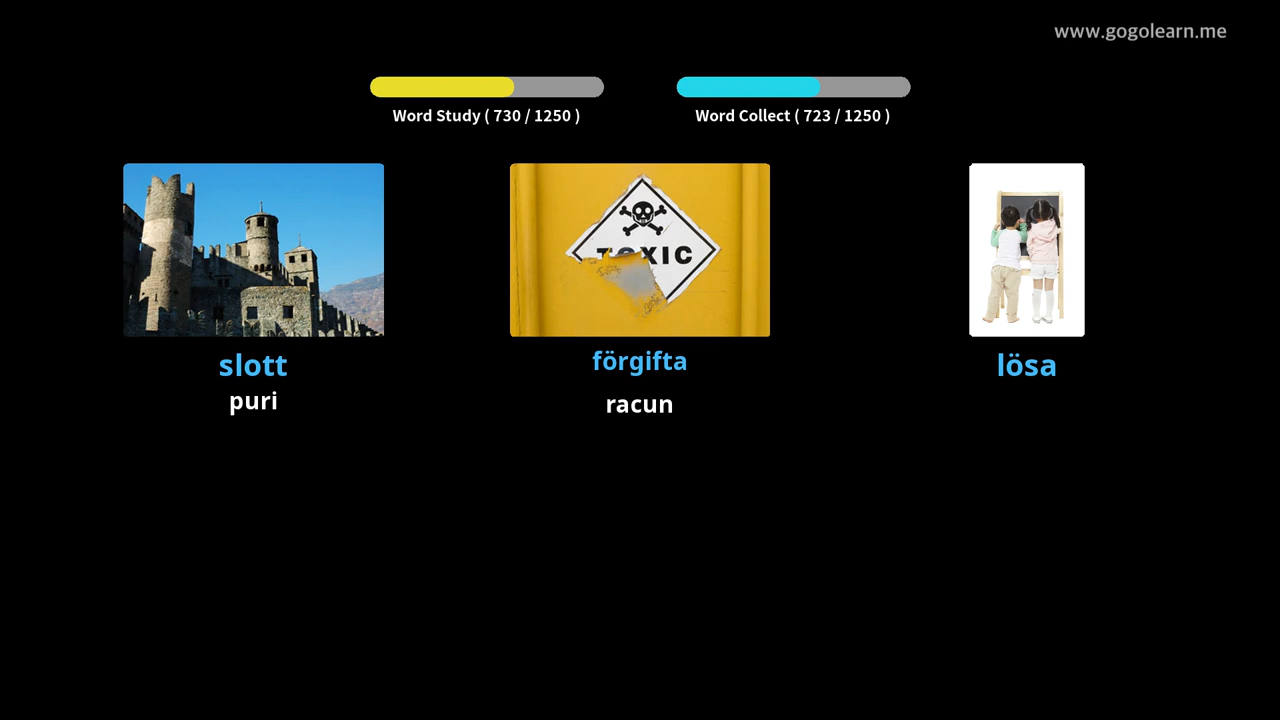 www.gogolearn.me
Word Study ( 730 / 1250 )
Word Collect ( 723 / 1250 )
TOXIC
slott
puri
förgifta
racun
lösa